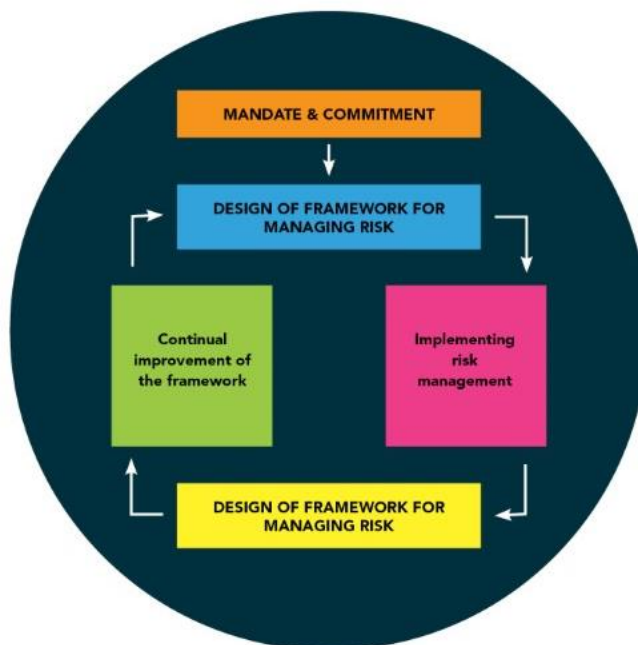 MANDATE & COMMITMENT
DESIGN OF FRAMEWORK FOR
MANAGING RISK
Continual
improvement of
the framework
Implementing
risk
management
DESIGN OF FRAMEWORK FOR
MANAGING RISK